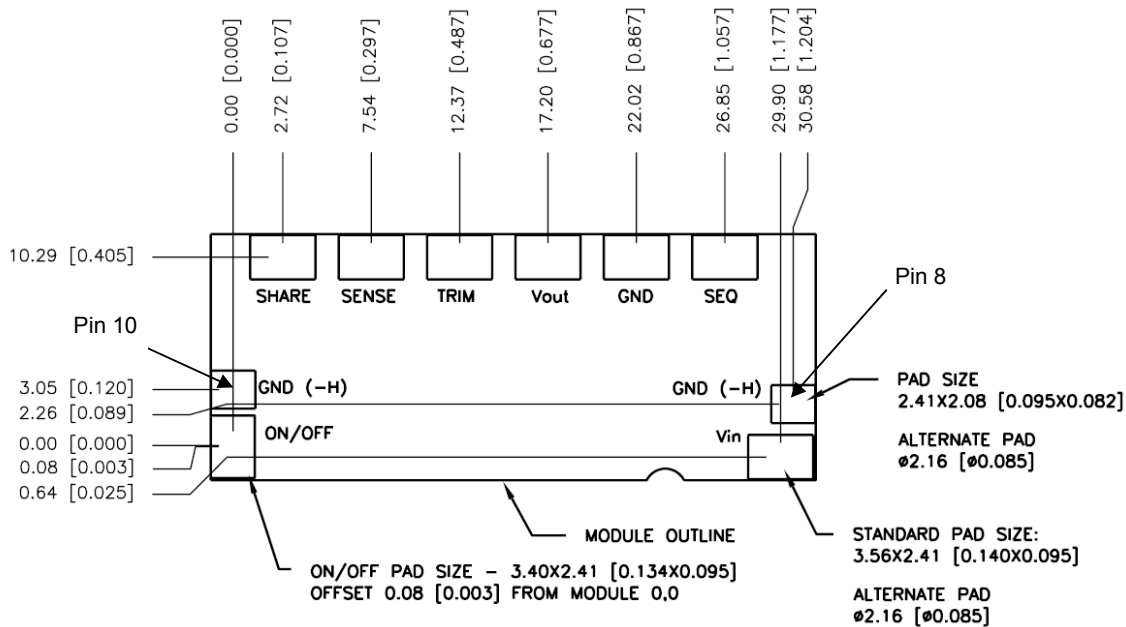 0.00 [0.000]
2.72 [0.107]
7.54 [0.297]
12.37 [0.487]
17.20 [0.677]
22.02 [0.867]
26.85 [1.057]
29.90 [1.177]
30.58 [1.204]
10.29 [0.405]
SHARE
SENSE
TRIM
Vout
GND
SEQ
Pin 8
Pin 10
3.05 [0.120]
GND (-H)
GND (-H)
2.26 [0.089]
PAD SIZE
2.41X2.08 [0.095X0.082]
0.00 [0.000]
ON/OFF
Vin
ALTERNATE PAD
ø2.16 [ø0.085]
0.08 [0.003]
0.64 [0.025]
MODULE OUTLINE
STANDARD PAD SIZE:
3.56X2.41 [0.140X0.095]
ON/OFF PAD SIZE - 3.40X2.41 [0.134X0.095]
OFFSET 0.08 [0.003] FROM MODULE 0,0
ALTERNATE PAD
ø2.16 [ø0.085]